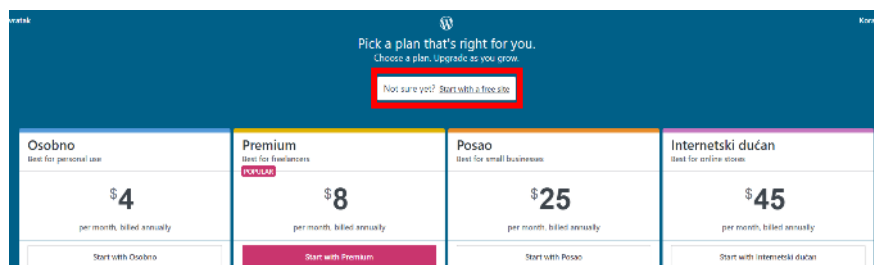 Pick a plan that's right for you.
Choose a plan. Upgrade as you grow.
Not sure yet? Start with a free site
Osobno
Best for personal use
$4
per month, billed annually
Start with Osobno
Premium
Best for freelancers
POPULAR
$8
per month, billed annually
Start with Premium
Posao
Best for small businesses
$25
per month, billed annually
Start with Posao
Internetski dućan
Best for online stores
$45
per month, billed annually
Start with Internetski dućan